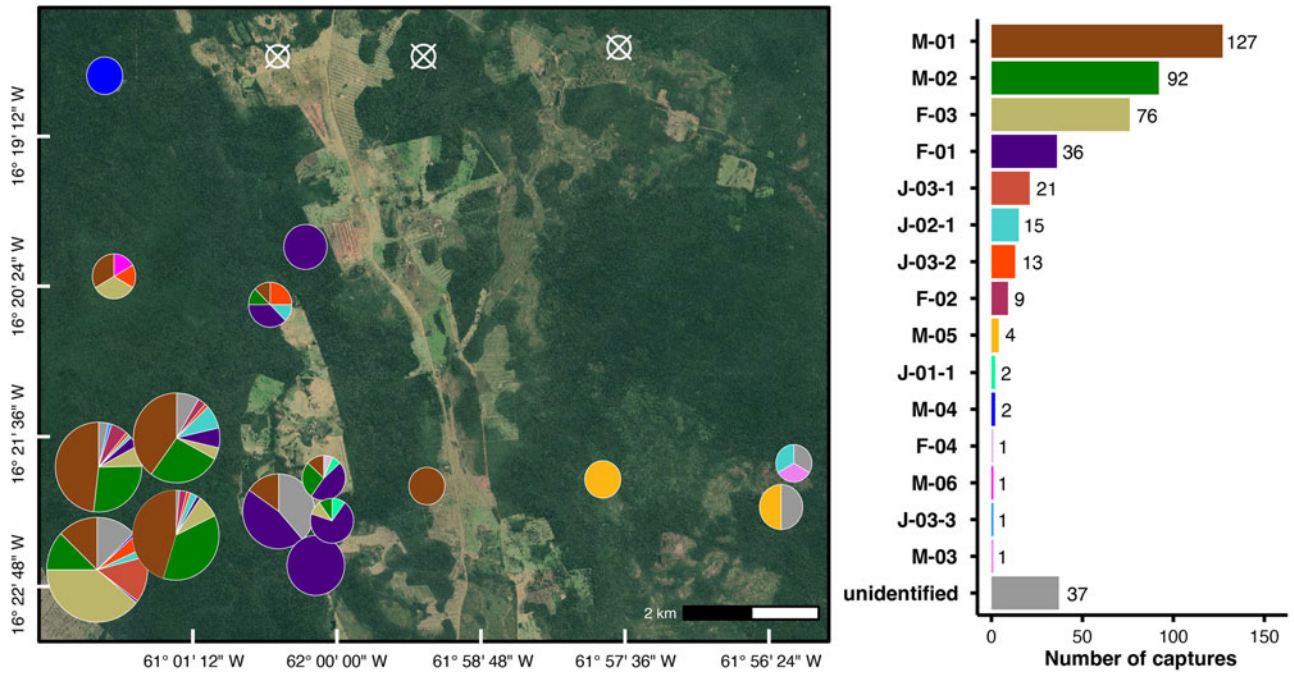 16° 19' 12" W
16° 20' 24" W
16° 21' 36" W
16° 22' 48" W
2 km
61° 01' 12" W
62° 00' 00" W
61° 58' 48" W
61° 57' 36" W
61° 56' 24" W
M-01 127
M-02 92
F-03 76
F-01 36
J-03-1 21
J-02-1 15
J-03-2 13
F-02 9
M-05 4
J-01-1 2
M-04 2
F-04 1
M-06 1
J-03-3 1
M-03 1
unidentified 37
0 50 100 150
Number of captures